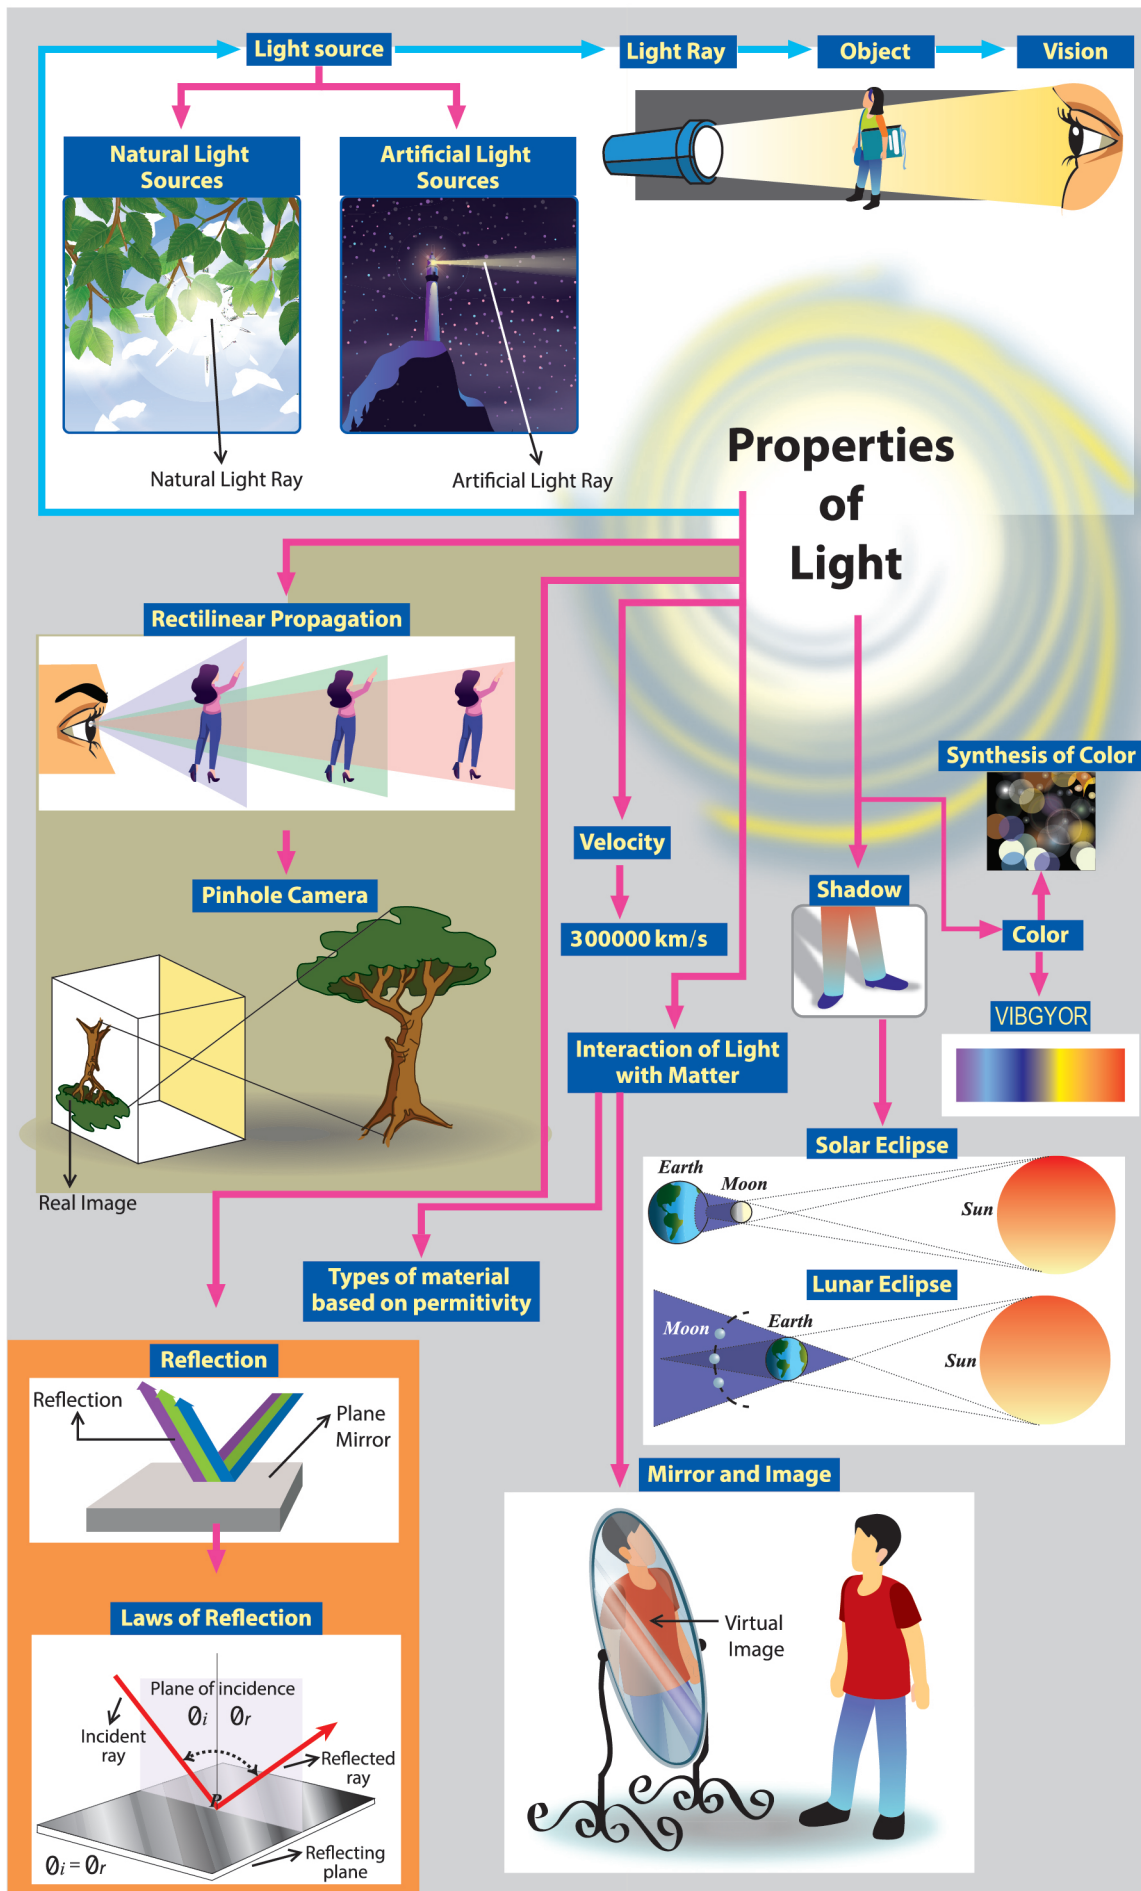 Light source
Light Ray
Object
Vision
Natural Light
Sources
Artificial Light
Sources
Natural Light Ray
Artificial Light Ray
Properties
of
Light
Rectilinear Propagation
Pinhole Camera
Real Image
Velocity
300000 km/s
Shadow
Synthesis of Color
Color
VIBGYOR
Interaction of Light
with Matter
Types of material
based on permitivity
Solar Eclipse
Earth
Moon
Sun
Lunar Eclipse
Moon
Earth
Sun
Reflection
Reflection
Plane
Mirror
Laws of Reflection
Plane of incidence
θi θr
Incident
ray
Reflected
ray
P
Reflecting
plane
θi = θr
Mirror and Image
Virtual
Image